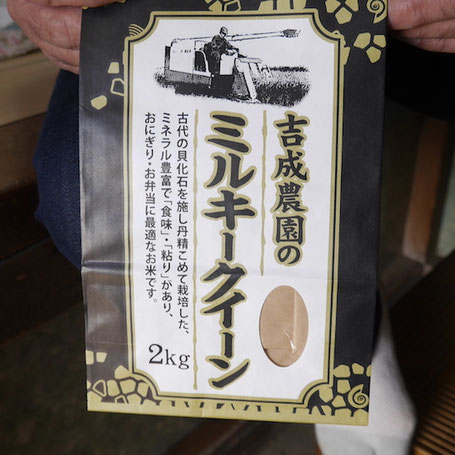 吉成農園の
ミルキークイーン
古代の貝化石を施し丹精こめて栽培した、
ミネラル豊富で「食味」・「粘り」があり、
おにぎり・お弁当に最適なお米です。
2kg